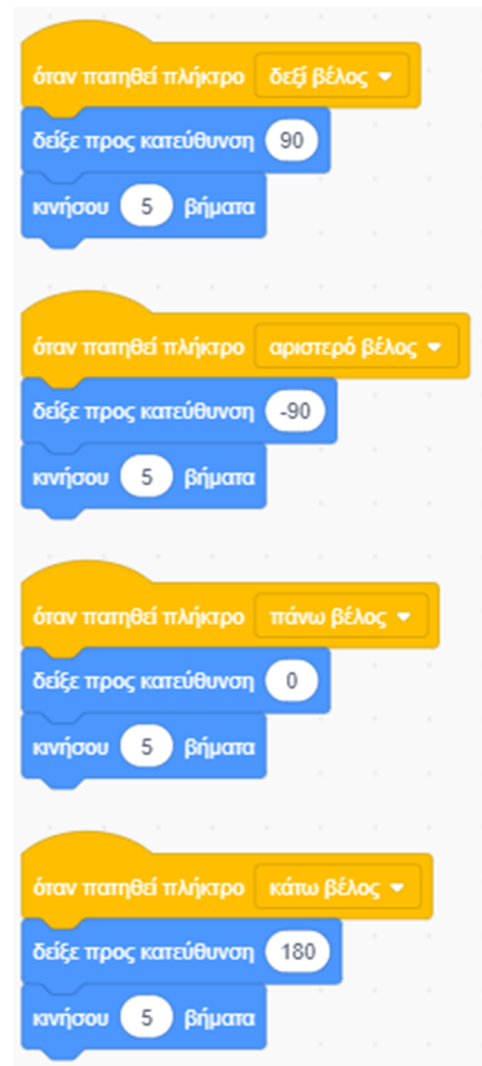 όταν πατηθεί πλήκτρο δεξί βέλος
δείξε προς κατεύθυνση 90
κινήσου 5 βήματα
όταν πατηθεί πλήκτρο αριστερό βέλος
δείξε προς κατεύθυνση -90
κινήσου 5 βήματα
όταν πατηθεί πλήκτρο πάνω βέλος
δείξε προς κατεύθυνση 0
κινήσου 5 βήματα
όταν πατηθεί πλήκτρο κάτω βέλος
δείξε προς κατεύθυνση 180
κινήσου 5 βήματα